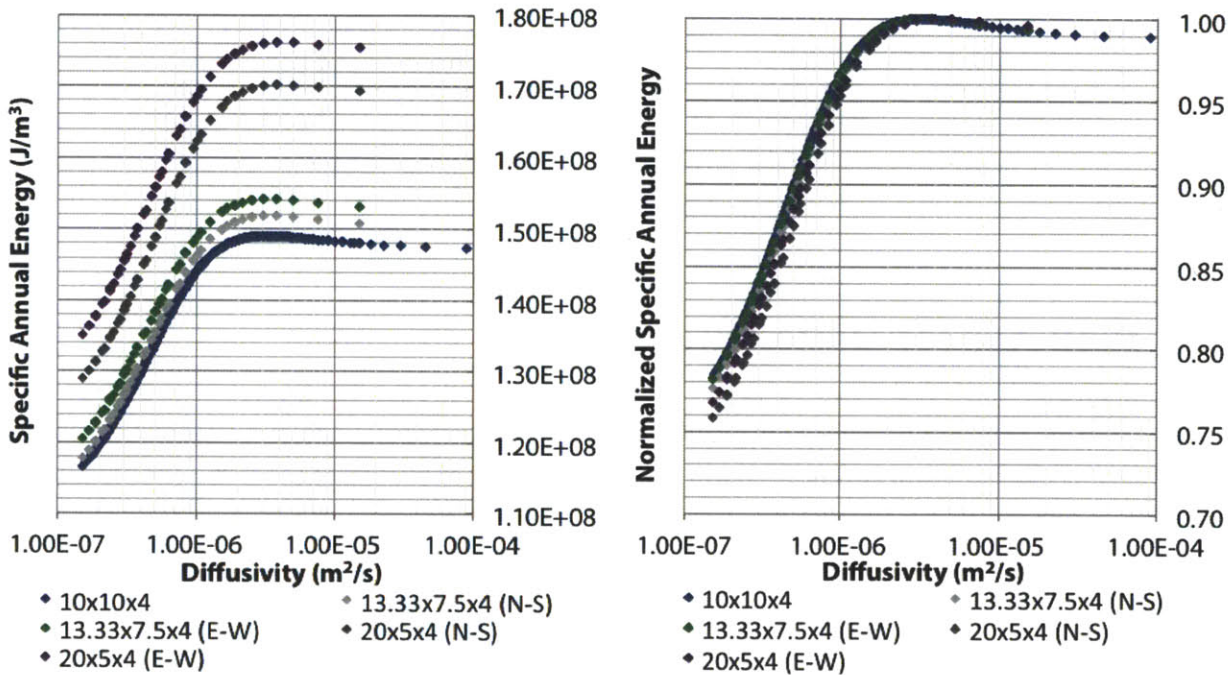 Specific Annual Energy (J/m³)
1.80E+08
1.70E+08
1.60E+08
1.50E+08
1.40E+08
1.30E+08
1.20E+08
1.10E+08
1.00E-07 1.00E-06 1.00E-05 1.00E-04
Diffusivity (m²/s)
10x10x4
13.33x7.5x4 (N-S)
13.33x7.5x4 (E-W)
20x5x4 (N-S)
20x5x4 (E-W)
Normalized Specific Annual Energy
1.00
0.95
0.90
0.85
0.80
0.75
0.70
1.00E-07 1.00E-06 1.00E-05 1.00E-04
Diffusivity (m²/s)
10x10x4
13.33x7.5x4 (N-S)
13.33x7.5x4 (E-W)
20x5x4 (N-S)
20x5x4 (E-W)